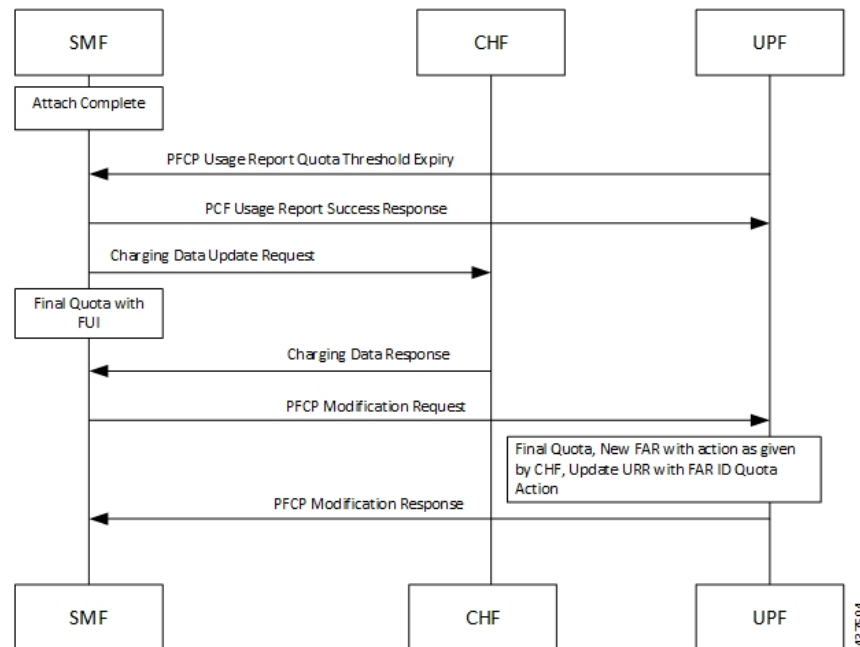 SMF
CHF
UPF
Attach Complete
PFCP Usage Report Quota Threshold Expiry
PCF Usage Report Success Response
Charging Data Update Request
Final Quota with
FUI
Charging Data Response
PFCP Modification Request
Final Quota, New FAR with action as given
by CHF, Update URR with FAR ID Quota
Action
PFCP Modification Response
SMF
CHF
UPF